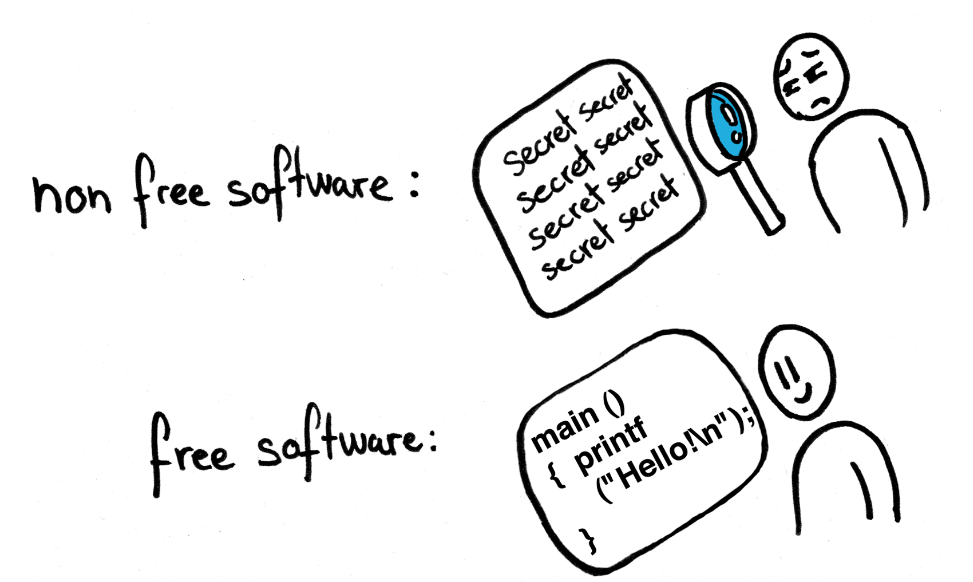 non free software:
secret secret
secret secret
secret secret
secret secret
free software:
main ()
{ printf
("Hello!\n");
}